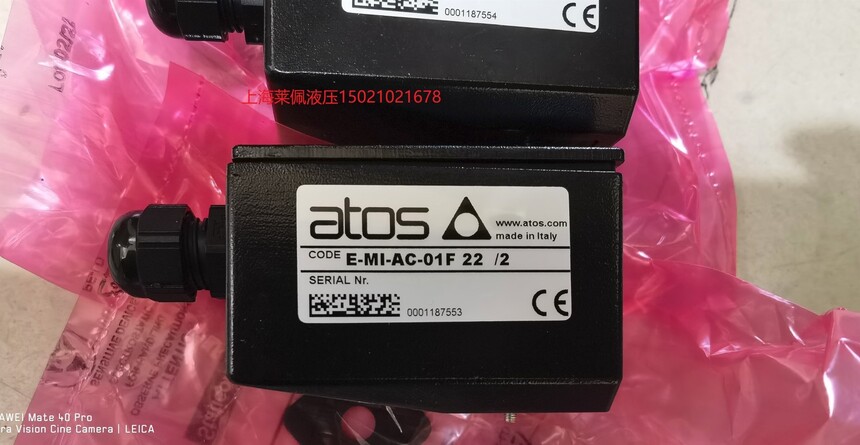 0001187554
CE
上海莱佩液压15021021678
atos
www.atos.com
made in Italy
CODE E-MI-AC-01F 22 /2
SERIAL Nr.
0001187553
CE
AWEI Mate 40 Pro
ra Vision Cine Camera | LEICA